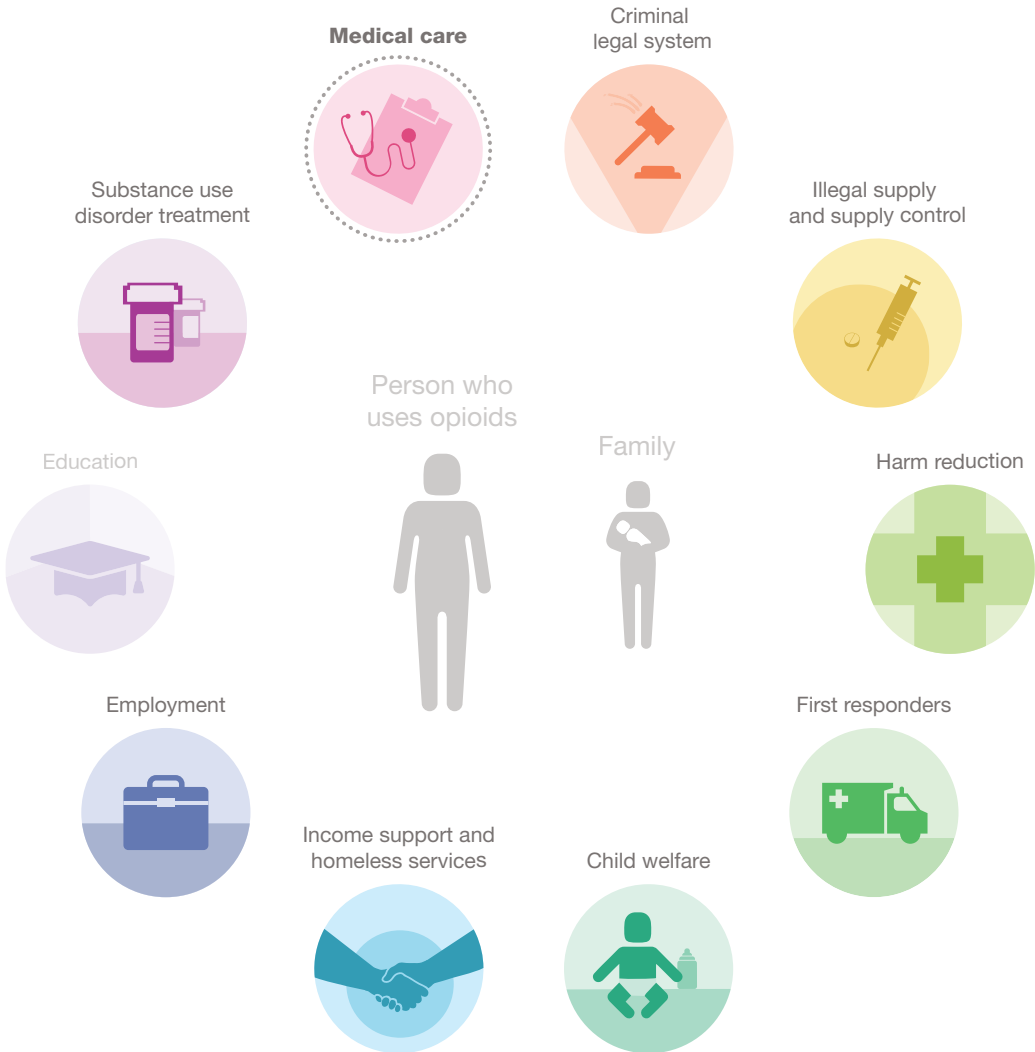 Medical care
Criminal
legal system
Substance use
disorder treatment
Illegal supply
and supply control
Person who
uses opioids
Family
Education
Harm reduction
Employment
First responders
Income support and
homeless services
Child welfare